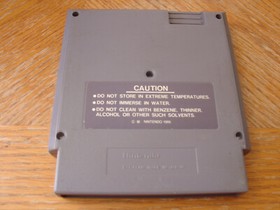 CAUTION
●DO NOT STORE IN EXTREME TEMPERATURES.
●DO NOT IMMERSE IN WATER.
●DO NOT CLEAN WITH BENZENE, THINNER,
ALCOHOL OR OTHER SUCH SOLVENTS.
NINTENDO